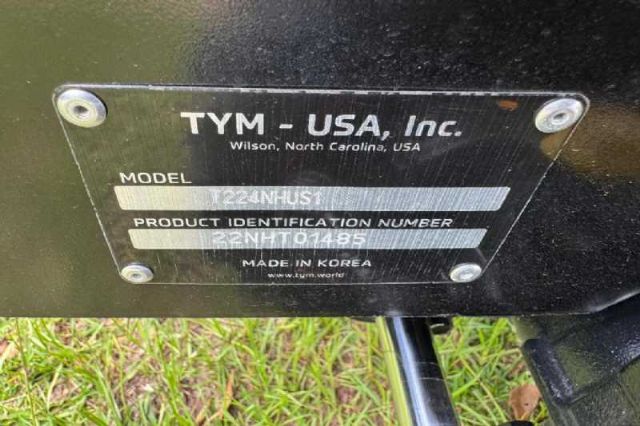 TYM - USA, Inc.
Wilson, North Carolina, USA
MODEL
T224NHUS1
PRODUCT IDENTIFICATION NUMBER
22NHT01485
MADE IN KOREA
www.tym.world